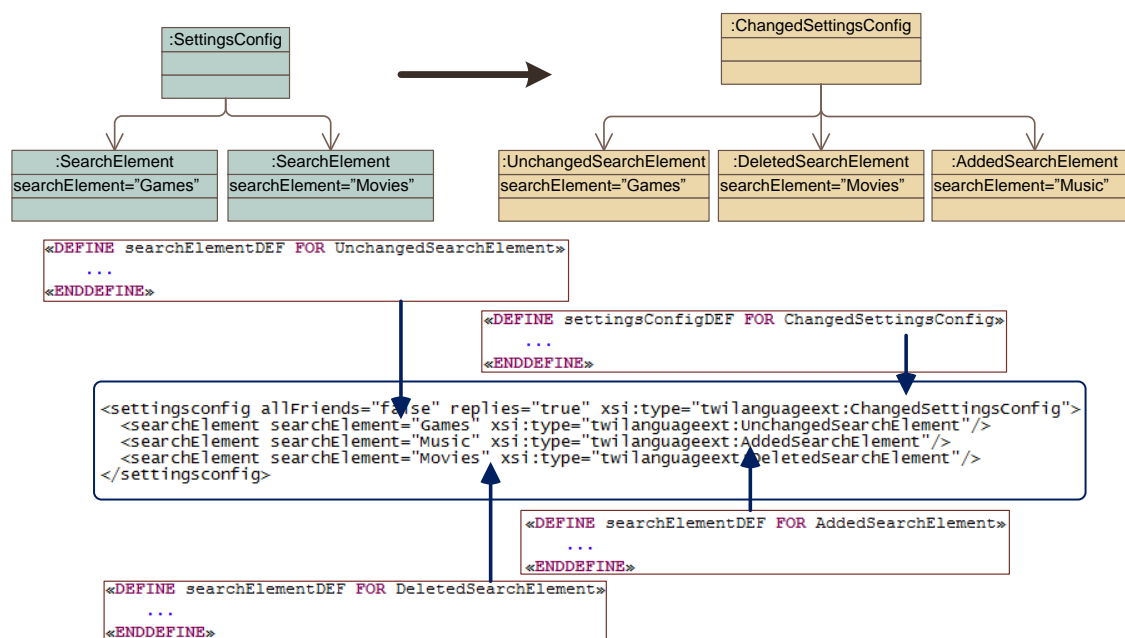 :SettingsConfig
:ChangedSettingsConfig
:SearchElement
searchElement=”Games”
:SearchElement
searchElement=”Movies”
:UnchangedSearchElement
searchElement=”Games”
:DeletedSearchElement
searchElement=”Movies”
:AddedSearchElement
searchElement=”Music”
«DEFINE searchElementDEF FOR UnchangedSearchElement»
...
«ENDDEFINE»
«DEFINE settingsConfigDEF FOR ChangedSettingsConfig»
...
«ENDDEFINE»
<settingsconfig allFriends="false" replies="true" xsi:type="twilanguageext:ChangedSettingsConfig">
<searchElement searchElement="Games" xsi:type="twilanguageext:UnchangedSearchElement"/>
<searchElement searchElement="Music" xsi:type="twilanguageext:AddedSearchElement"/>
<searchElement searchElement="Movies" xsi:type="twilanguageext:DeletedSearchElement"/>
</settingsconfig>
«DEFINE searchElementDEF FOR AddedSearchElement»
...
«ENDDEFINE»
«DEFINE searchElementDEF FOR DeletedSearchElement»
...
«ENDDEFINE»